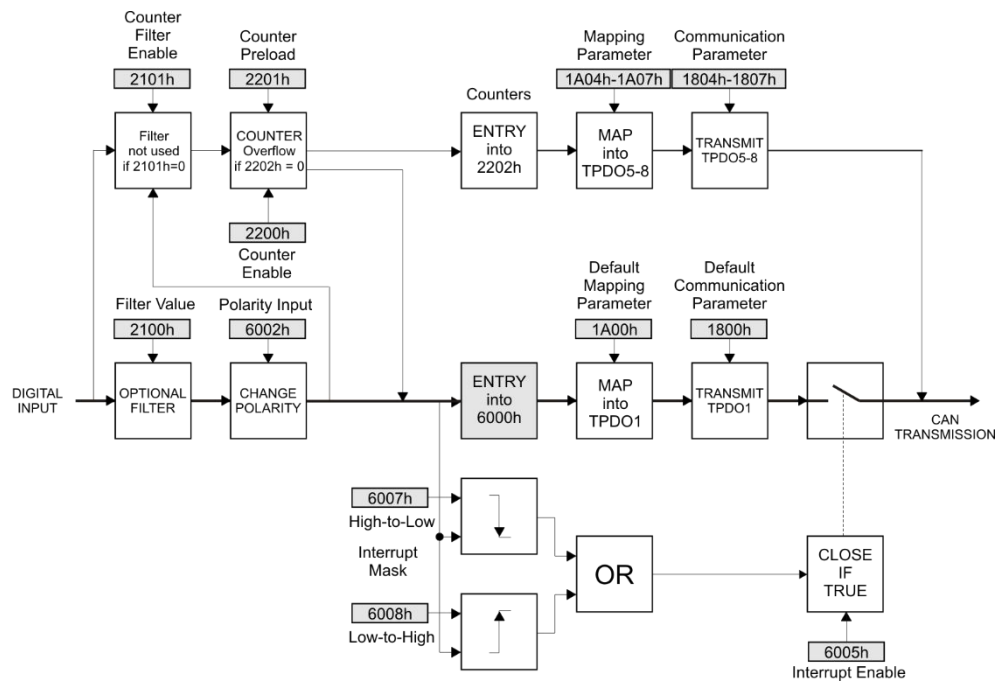 Counter
Filter
Enable
2101h
Counter
Preload
2201h
Mapping
Parameter
1A04h-1A07h
Communication
Parameter
1804h-1807h
Counters
Filter
not used
if 2101h=0
COUNTER
Overflow
if 2202h = 0
ENTRY
into
2202h
MAP
into
TPDO5-8
TRANSMIT
TPDO5-8
2200h
Counter
Enable
Filter Value
2100h
Polarity Input
6002h
Default
Mapping
Parameter
1A00h
Default
Communication
Parameter
1800h
DIGITAL
INPUT
OPTIONAL
FILTER
CHANGE
POLARITY
ENTRY
into
6000h
MAP
into
TPDO1
TRANSMIT
TPDO1
CAN
TRANSMISSION
6007h
High-to-Low
Interrupt
Mask
6008h
Low-to-High
OR
CLOSE
IF
TRUE
6005h
Interrupt Enable